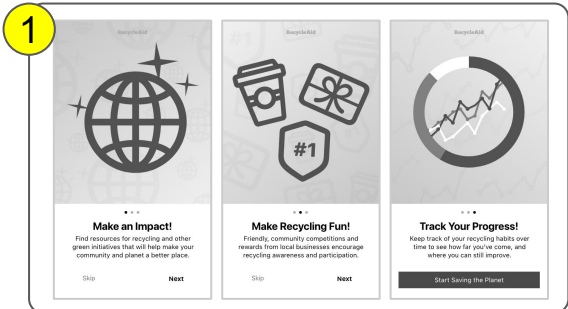 1
RecycleAid
Make an Impact!
Find resources for recycling and other
green initiatives that will help make your
community and planet a better place.
Skip Next
RecycleAid
#1
#1
Make Recycling Fun!
Friendly, community competitions and
rewards from local businesses encourage
recycling awareness and participation.
Skip Next
RecycleAid
Track Your Progress!
Keep track of your recycling habits over
time to see how far you've come, and
where you can still improve.
Start Saving the Planet